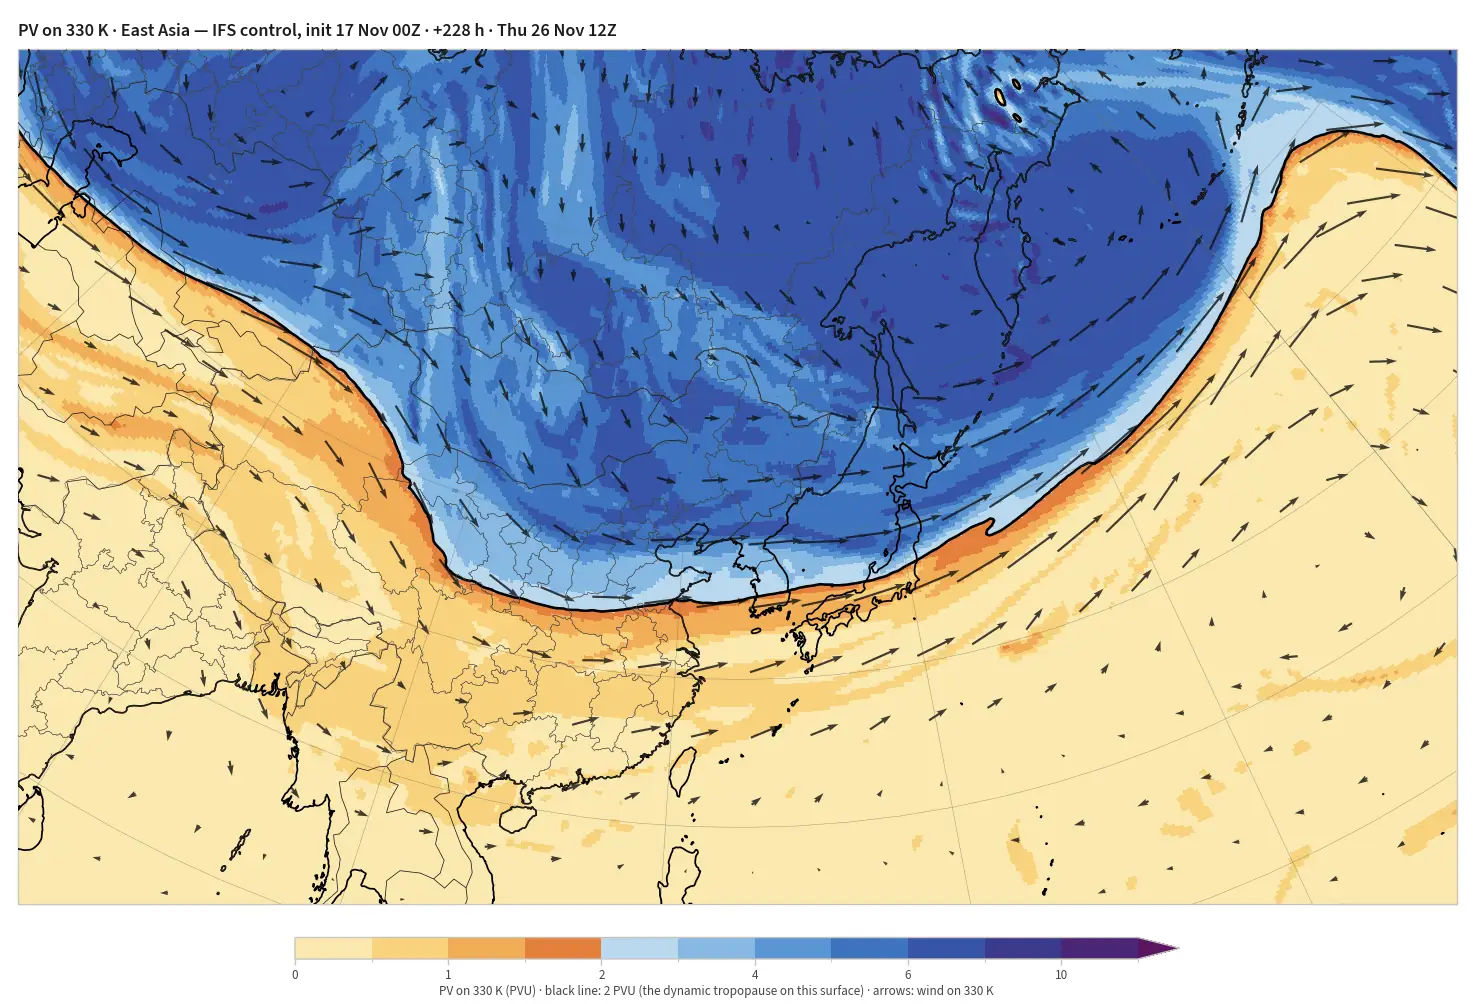 PV on 330 K · East Asia — IFS control, init 17 Nov 00Z · +228 h · Thu 26 Nov 12Z
0 1 2 4 6 10
PV on 330 K (PVU) · black line: 2 PVU (the dynamic tropopause on this surface) · arrows: wind on 330 K